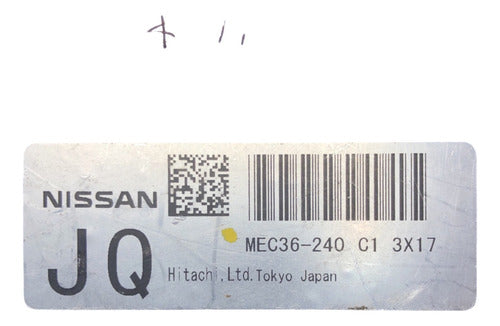 NISSAN
JQ
MEC36-240 C1 3X17
Hitachi,Ltd.Tokyo Japan